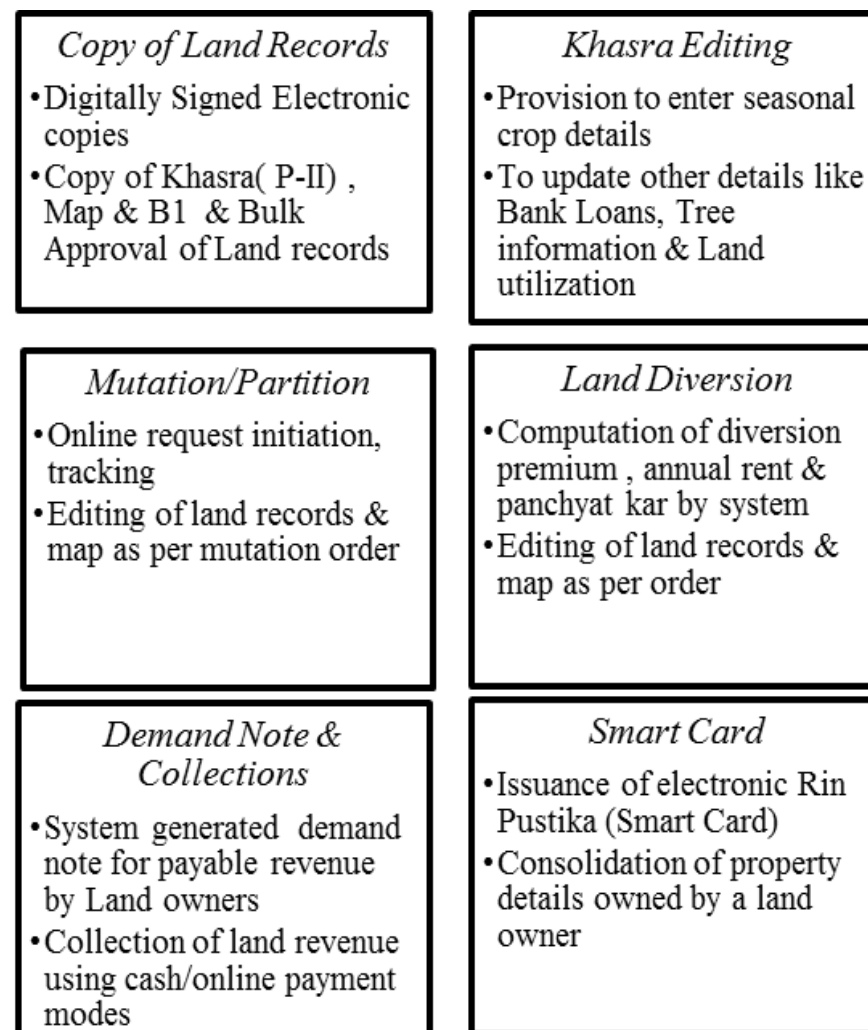 Copy of Land Records
•Digitally Signed Electronic
copies
•Copy of Khasra( P-II) ,
Map & B1 & Bulk
Approval of Land records
Khasra Editing
•Provision to enter seasonal
crop details
•To update other details like
Bank Loans, Tree
information & Land
utilization
Mutation/Partition
•Online request initiation,
tracking
•Editing of land records &
map as per mutation order
Land Diversion
•Computation of diversion
premium , annual rent &
panchyat kar by system
•Editing of land records &
map as per order
Demand Note &
Collections
•System generated demand
note for payable revenue
by Land owners
•Collection of land revenue
using cash/online payment
modes
Smart Card
•Issuance of electronic Rin
Pustika (Smart Card)
•Consolidation of property
details owned by a land
owner